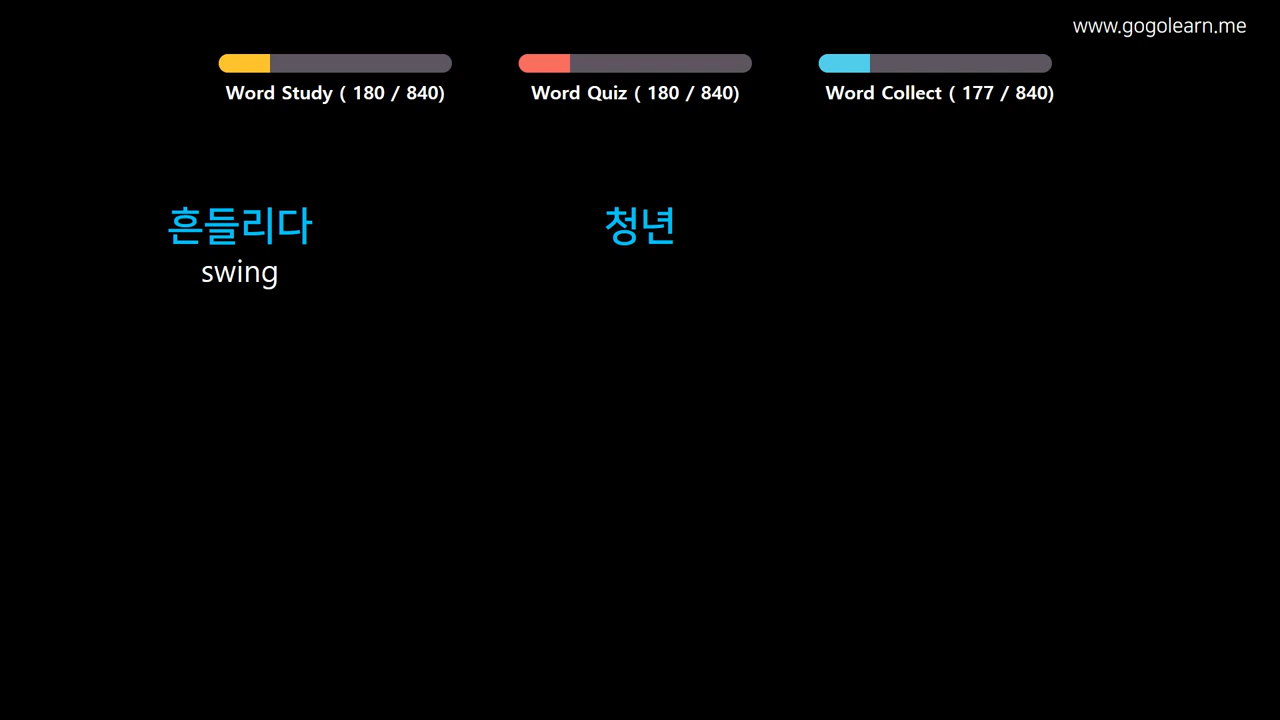 www.gogolearn.me
Word Study ( 180 / 840)
Word Quiz ( 180 / 840)
Word Collect ( 177 / 840)
흔들리다
swing
청년